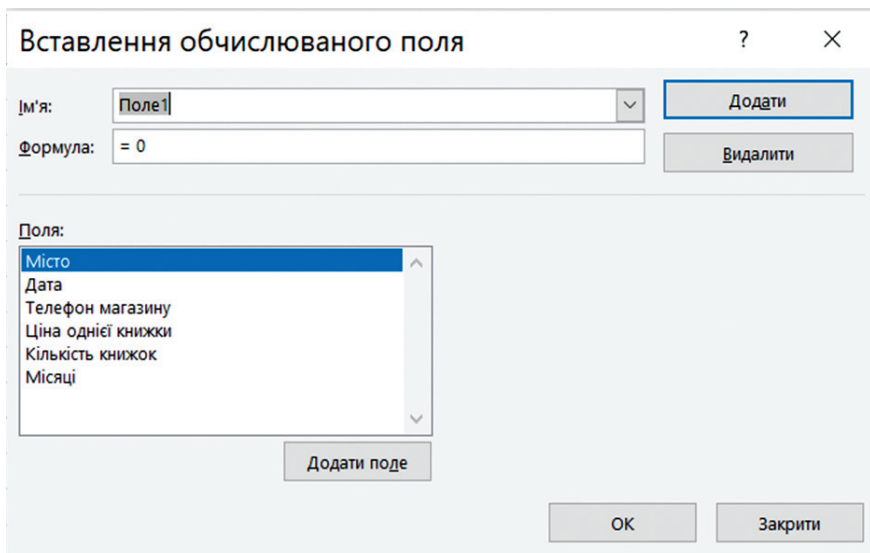 Вставлення обчислюваного поля ?
Ім'я: Поле1 Додати
Формула: = 0 Видалити
Поля:
Місто
Дата
Телефон магазину
Ціна однієї книжки
Кількість книжок
Місяці
Додати поле
ОК Закрити